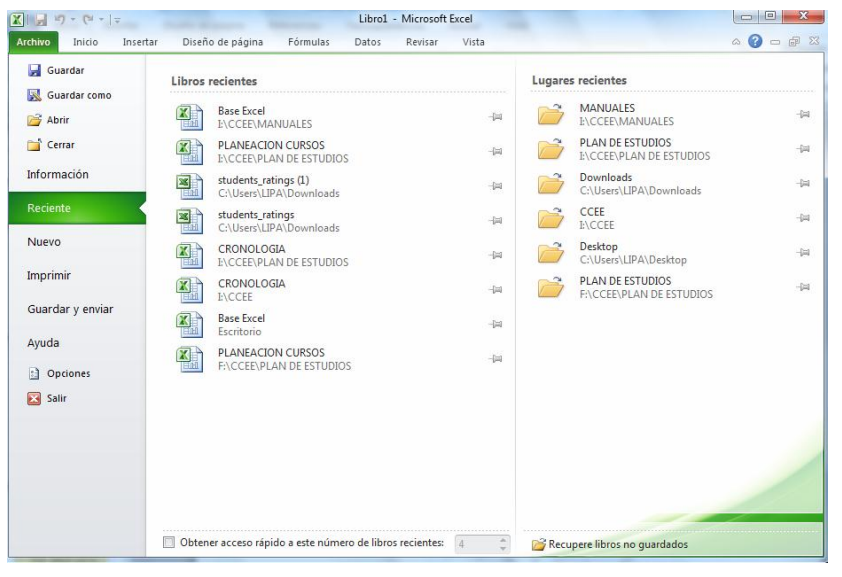 Libro1 - Microsoft Excel
Archivo Inicio Insertar Diseño de página Fórmulas Datos Revisar Vista
Guardar
Guardar como
Abrir
Cerrar
Información
Reciente
Nuevo
Imprimir
Guardar y enviar
Ayuda
Opciones
Salir
Libros recientes
Base Excel
I:\CCEE\MANUALES
PLANEACION CURSOS
I:\CCEE\PLAN DE ESTUDIOS
students_ratings (1)
C:\Users\LIPA\Downloads
students_ratings
C:\Users\LIPA\Downloads
CRONOLOGIA
I:\CCEE\PLAN DE ESTUDIOS
CRONOLOGIA
I:\CCEE
Base Excel
Escritorio
PLANEACION CURSOS
F:\CCEE\PLAN DE ESTUDIOS
Obtener acceso rápido a este número de libros recientes: 4
Lugares recientes
MANUALES
I:\CCEE\MANUALES
PLAN DE ESTUDIOS
I:\CCEE\PLAN DE ESTUDIOS
Downloads
C:\Users\LIPA\Downloads
CCEE
I:\CCEE
Desktop
C:\Users\LIPA\Desktop
PLAN DE ESTUDIOS
F:\CCEE\PLAN DE ESTUDIOS
Recupere libros no guardados